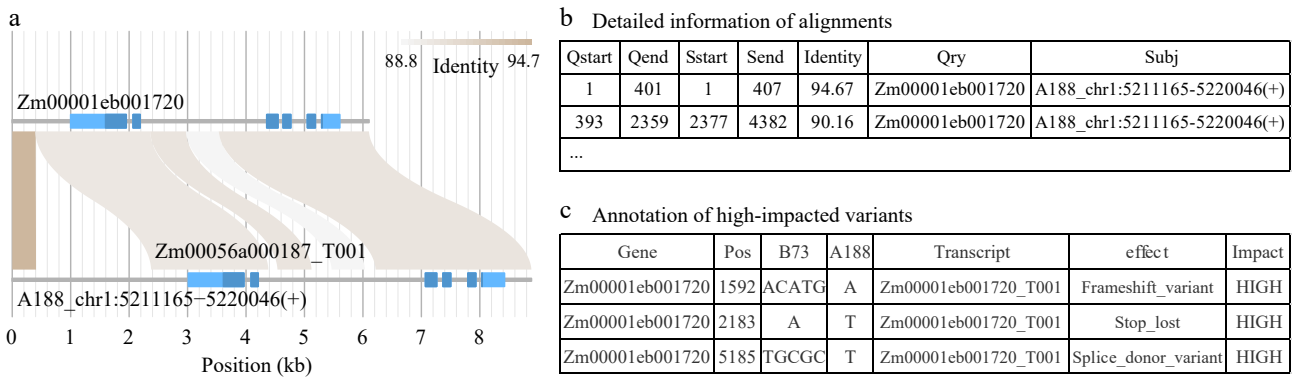 a
88.8 Identity 94.7
Zm00001eb001720
Zm00056a000187_T001
A188_chr1:5211165−5220046(+)
0 1 2 3 4 5 6 7 8
Position (kb)
b Detailed information of alignments
Qstart Qend Sstart Send Identity Qry Subj
1 401 1 407 94.67 Zm00001eb001720 A188_chr1:5211165-5220046(+)
393 2359 2377 4382 90.16 Zm00001eb001720 A188_chr1:5211165-5220046(+)
...
c Annotation of high-impacted variants
Gene Pos B73 A188 Transcript effect Impact
Zm00001eb001720 1592 ACATG A Zm00001eb001720_T001 Frameshift_variant HIGH
Zm00001eb001720 2183 A T Zm00001eb001720_T001 Stop_lost HIGH
Zm00001eb001720 5185 TGCGC T Zm00001eb001720_T001 Splice_donor_variant HIGH